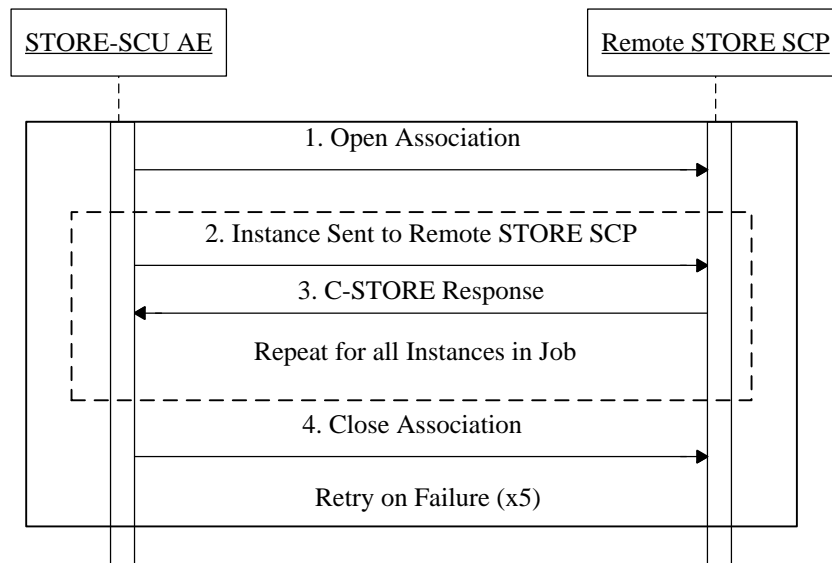 STORE-SCU AE
Remote STORE SCP
1. Open Association
2. Instance Sent to Remote STORE SCP
3. C-STORE Response
Repeat for all Instances in Job
4. Close Association
Retry on Failure (x5)